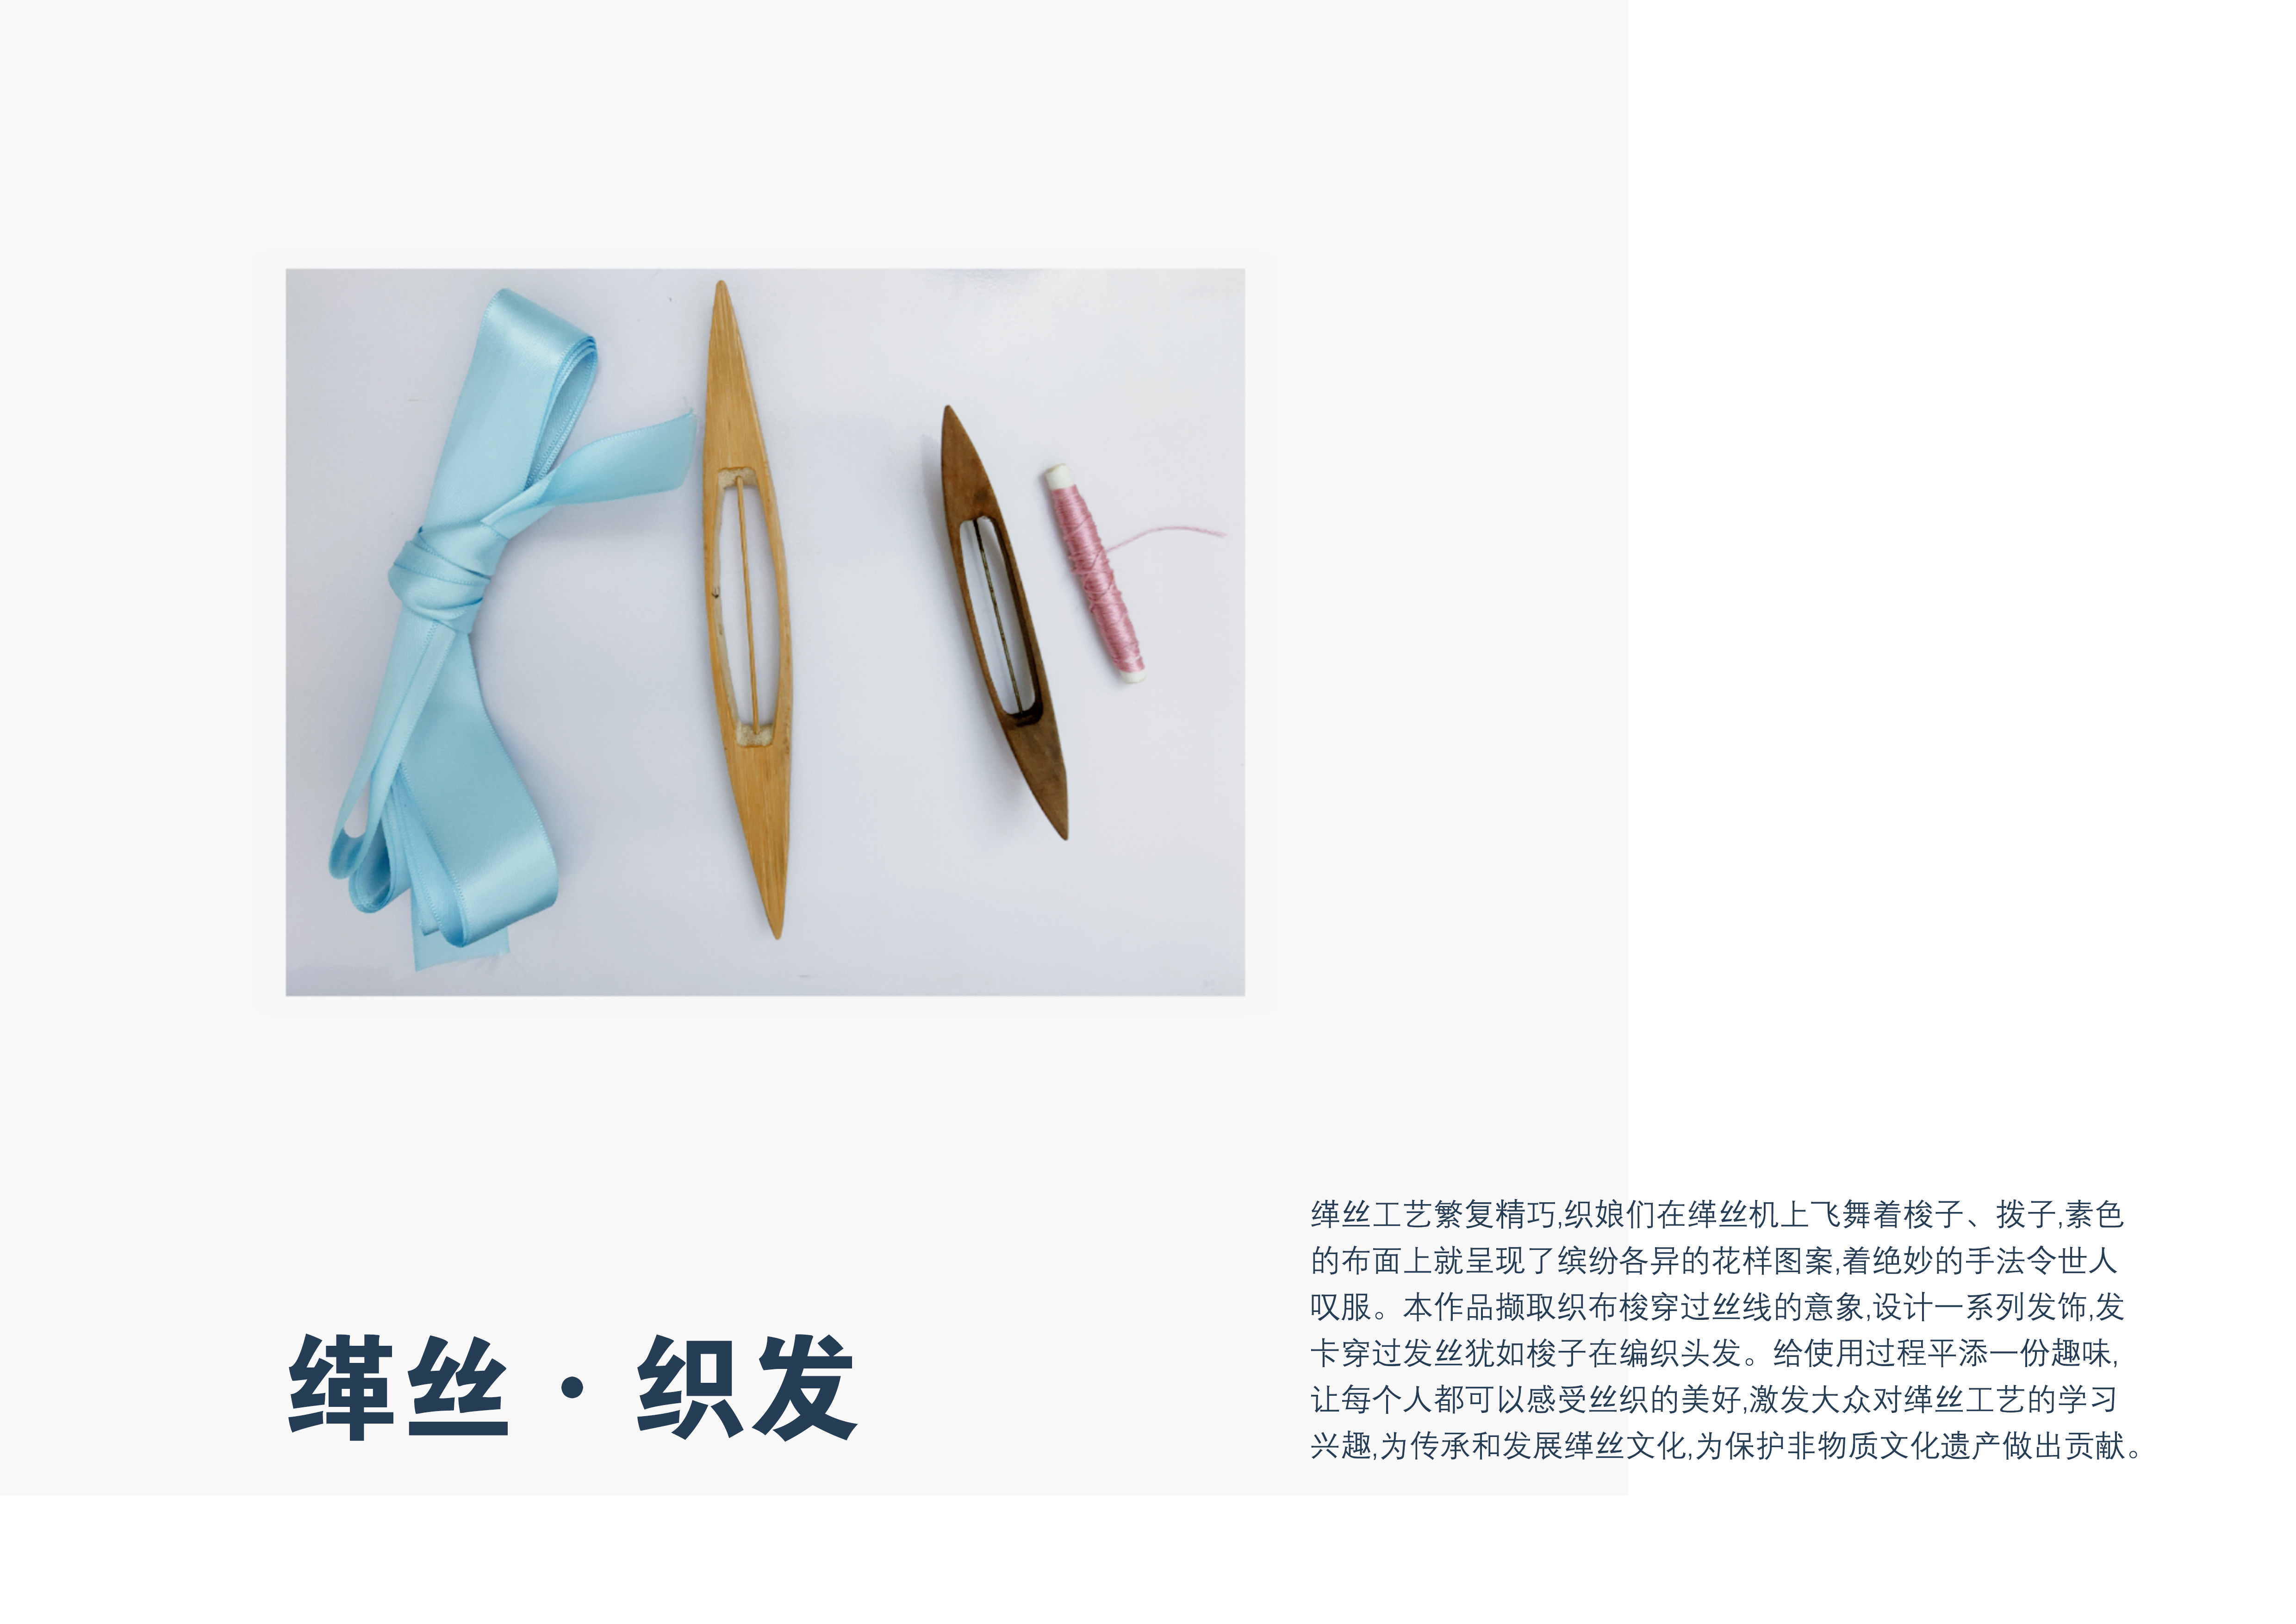 缂丝·织发
缂丝工艺繁复精巧,织娘们在缂丝机上飞舞着梭子、拨子,素色
的布面上就呈现了缤纷各异的花样图案,着绝妙的手法令世人
叹服。本作品撷取织布梭穿过丝线的意象,设计一系列发饰,发
卡穿过发丝犹如梭子在编织头发。给使用过程平添一份趣味,
让每个人都可以感受丝织的美好,激发大众对缂丝工艺的学习
兴趣,为传承和发展缂丝文化,为保护非物质文化遗产做出贡献。